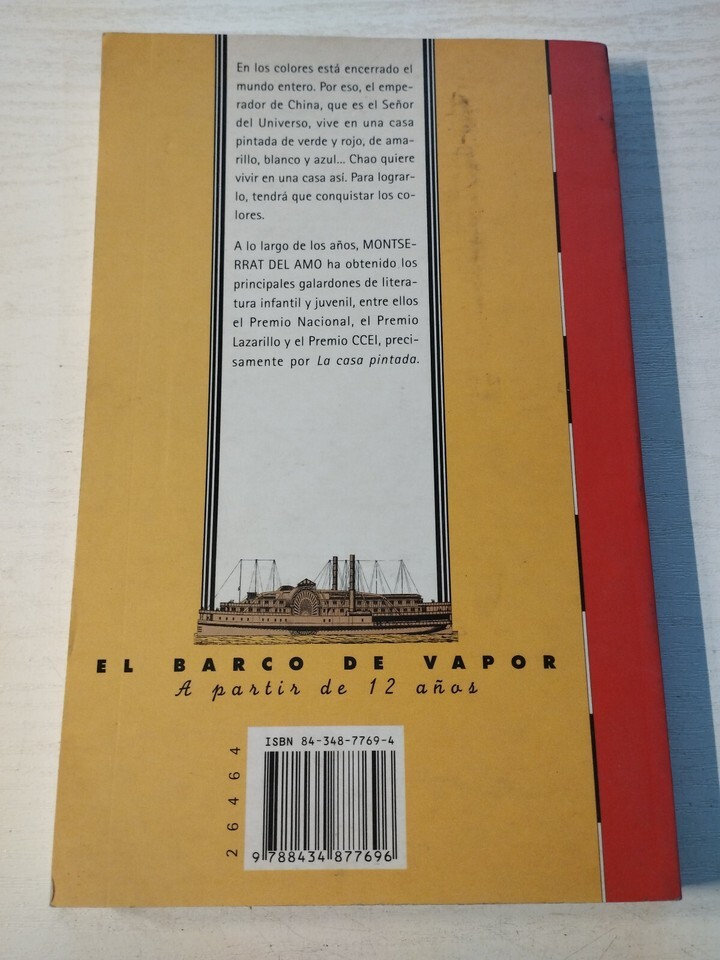 En los colores está encerrado el
mundo entero. Por eso, el empe-
rador de China, que es el Señor
del Universo, vive en una casa
pintada de verde y rojo, de ama-
rillo, blanco y azul... Chao quiere
vivir en una casa así. Para lograr-
lo, tendrá que conquistar los co-
lores.
A lo largo de los años, MONTSE-
RRAT DEL AMO ha obtenido los
principales galardones de litera-
tura infantil y juvenil, entre ellos
el Premio Nacional, el Premio
Lazarillo y el Premio CCEI, preci-
samente por La casa pintada.
EL BARCO DE VAPOR
A partir de 12 años
ISBN 84-348-7769-4
26464
9 788434 877696